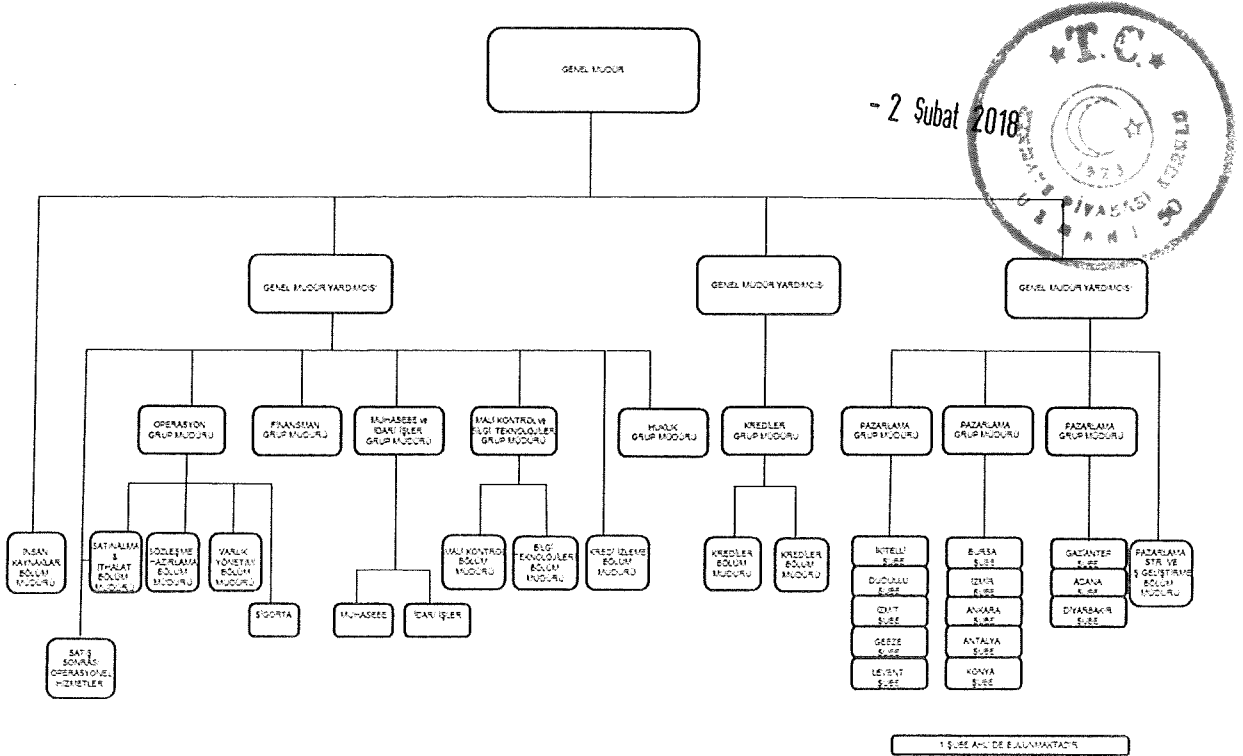 GENEL MÜDÜR
- 2 Şubat 2018
T.C.
1923
GENEL MÜDÜR YARDIMCISI
GENEL MÜDÜR YARDIMCISI
GENEL MÜDÜR YARDIMCISI
OPERASYON
GRUP MÜDÜRÜ
FİNANSMAN
GRUP MÜDÜRÜ
MUHASEBE ve
İDARİ İŞLER
GRUP MÜDÜRÜ
MALİ KONTROL ve
BİLGİ TEKNOLOJİLERİ
GRUP MÜDÜRÜ
HUKUK
GRUP MÜDÜRÜ
KREDİLER
GRUP MÜDÜRÜ
PAZARLAMA
GRUP MÜDÜRÜ
PAZARLAMA
GRUP MÜDÜRÜ
PAZARLAMA
GRUP MÜDÜRÜ
İNSAN
KAYNAKLARI
BÖLÜM
MÜDÜRÜ
SATINALMA
&
İTHALAT
BÖLÜM
MÜDÜRÜ
SÖZLEŞME
HAZIRLAMA
BÖLÜM
MÜDÜRÜ
VARLIK
YÖNETİMİ
BÖLÜM
MÜDÜRÜ
SİGORTA
MUHASEBE
İDARİ İŞLER
MALİ KONTROL
BÖLÜM
MÜDÜRÜ
BİLGİ
TEKNOLOJİLERİ
BÖLÜM
MÜDÜRÜ
KREDİ İZLEME
BÖLÜM
MÜDÜRÜ
KREDİLER
BÖLÜM
MÜDÜRÜ
KREDİLER
BÖLÜM
MÜDÜRÜ
İKİTELLİ
ŞUBE
DUDULLU
ŞUBE
İZMİT
ŞUBE
GEBZE
ŞUBE
LEVENT
ŞUBE
BURSA
ŞUBE
İZMİR
ŞUBE
ANKARA
ŞUBE
ANTALYA
ŞUBE
KONYA
ŞUBE
GAZİANTEP
ŞUBE
ADANA
ŞUBE
DİYARBAKIR
ŞUBE
PAZARLAMA
STR. VE
İŞ GELİŞTİRME
BÖLÜM
MÜDÜRÜ
SATIŞ
SONRASI
OPERASYONEL
HİZMETLER
1 ŞUBE AHL'DE BULUNMAKTADIR